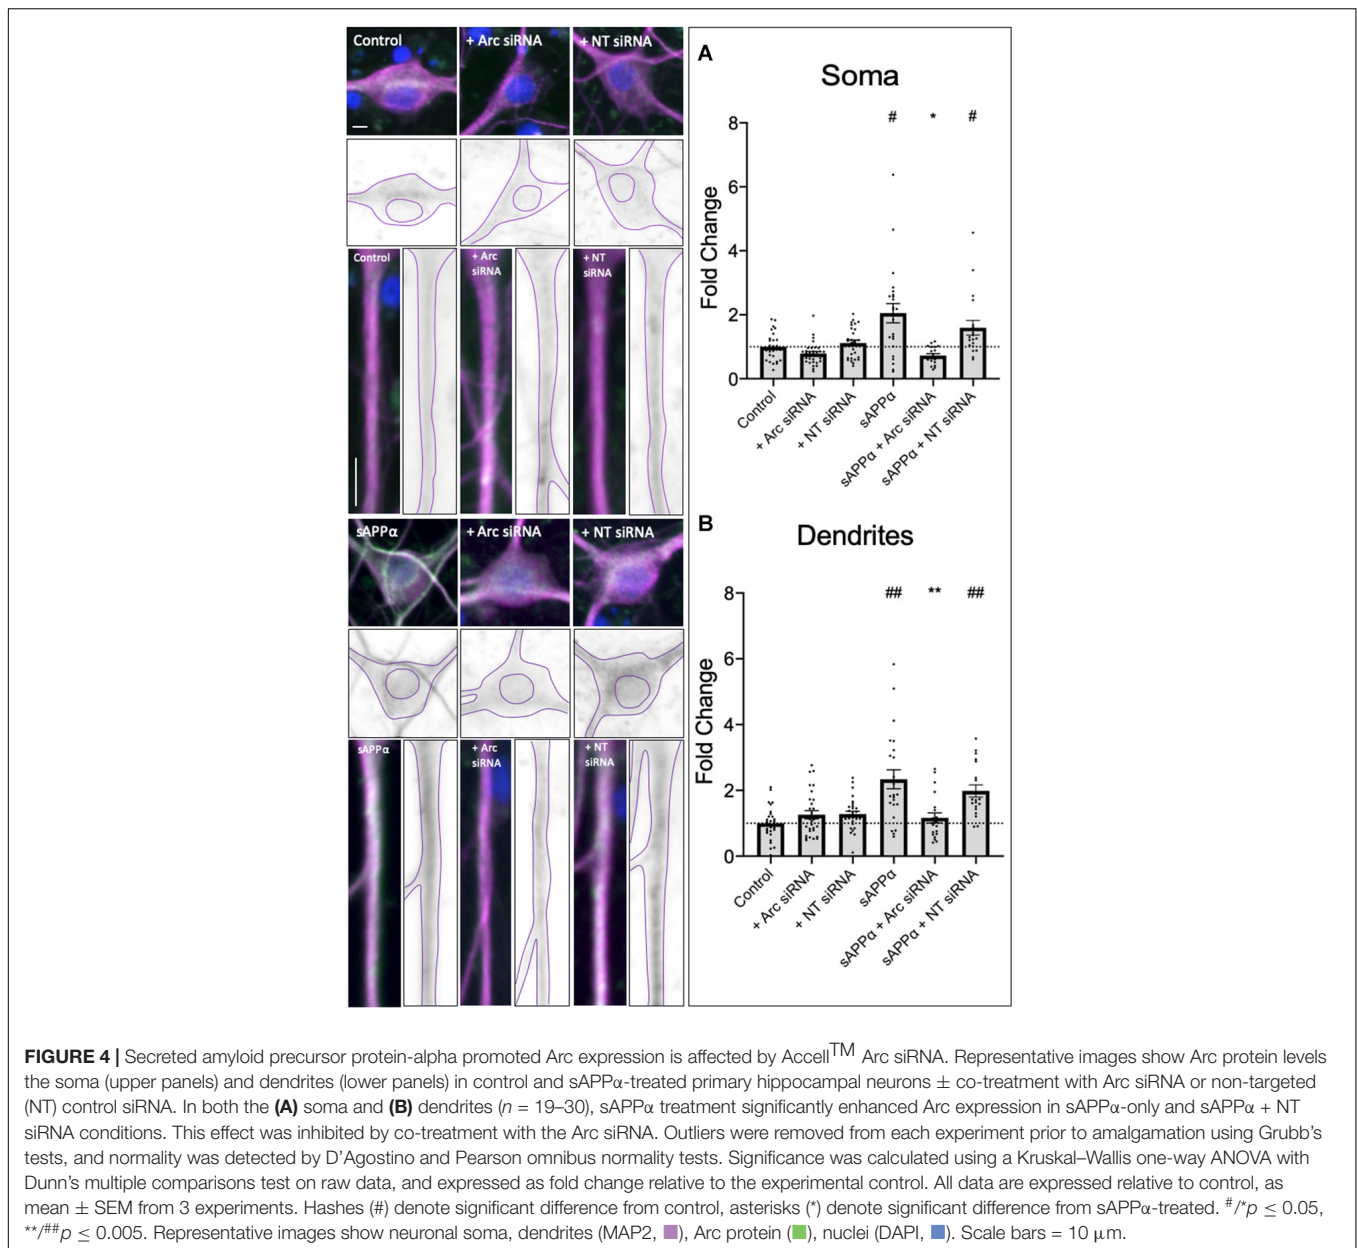 Control
+ Arc siRNA
+ NT siRNA
Control
+ Arc
siRNA
+ NT
siRNA
sAPPα
+ Arc siRNA
+ NT siRNA
sAPPα
+ Arc
siRNA
+ NT
siRNA
A
Soma
# * #
Fold Change
8
6
4
2
0
Control
+ Arc siRNA
+ NT siRNA
sAPPα
sAPPα + Arc siRNA
sAPPα + NT siRNA
B
Dendrites
## ** ##
Fold Change
8
6
4
2
0
Control
+ Arc siRNA
+ NT siRNA
sAPPα
sAPPα + Arc siRNA
sAPPα + NT siRNA
FIGURE 4 | Secreted amyloid precursor protein-alpha promoted Arc expression is affected by Accell™ Arc siRNA. Representative images show Arc protein levels
the soma (upper panels) and dendrites (lower panels) in control and sAPPα-treated primary hippocampal neurons ± co-treatment with Arc siRNA or non-targeted
(NT) control siRNA. In both the (A) soma and (B) dendrites (n = 19–30), sAPPα treatment significantly enhanced Arc expression in sAPPα-only and sAPPα + NT
siRNA conditions. This effect was inhibited by co-treatment with the Arc siRNA. Outliers were removed from each experiment prior to amalgamation using Grubb's
tests, and normality was detected by D'Agostino and Pearson omnibus normality tests. Significance was calculated using a Kruskal–Wallis one-way ANOVA with
Dunn's multiple comparisons test on raw data, and expressed as fold change relative to the experimental control. All data are expressed relative to control, as
mean ± SEM from 3 experiments. Hashes (#) denote significant difference from control, asterisks (*) denote significant difference from sAPPα-treated. #/*p ≤ 0.05,
**/##p ≤ 0.005. Representative images show neuronal soma, dendrites (MAP2, ■), Arc protein (■), nuclei (DAPI, ■). Scale bars = 10 μm.